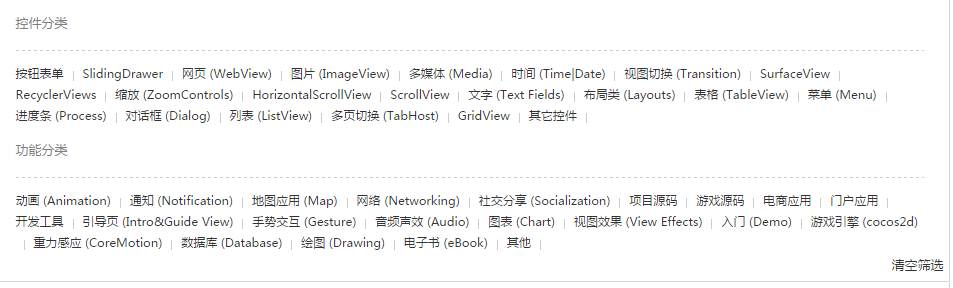 控件分类
按钮表单 | SlidingDrawer | 网页 (WebView) | 图片 (ImageView) | 多媒体 (Media) | 时间 (Time|Date) | 视图切换 (Transition) | SurfaceView |
RecyclerViews | 缩放 (ZoomControls) | HorizontalScrollView | ScrollView | 文字 (Text Fields) | 布局类 (Layouts) | 表格 (TableView) | 菜单 (Menu) |
进度条 (Process) | 对话框 (Dialog) | 列表 (ListView) | 多页切换 (TabHost) | GridView | 其它控件 |
功能分类
动画 (Animation) | 通知 (Notification) | 地图应用 (Map) | 网络 (Networking) | 社交分享 (Socialization) | 项目源码 | 游戏源码 | 电商应用 | 门户应用 |
开发工具 | 引导页 (Intro&Guide View) | 手势交互 (Gesture) | 音频声效 (Audio) | 图表 (Chart) | 视图效果 (View Effects) | 入门 (Demo) | 游戏引擎 (cocos2d)
| 重力感应 (CoreMotion) | 数据库 (Database) | 绘图 (Drawing) | 电子书 (eBook) | 其他 |
清空筛选